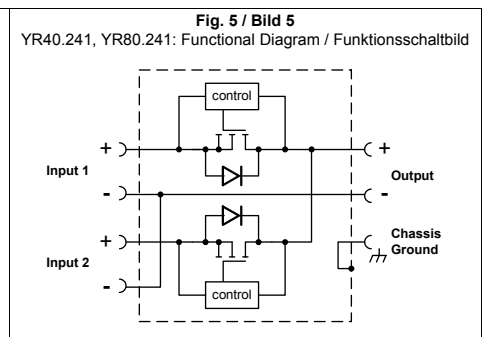 Fig. 5 / Bild 5
YR40.241, YR80.241: Functional Diagram / Funktionsschaltbild
control
+
+
Input 1
Output
-
-
+
Chassis
Ground
Input 2
-
control